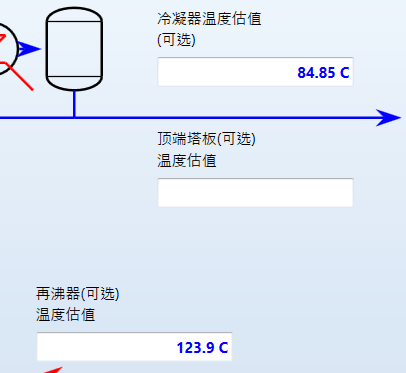 冷凝器温度估值
(可选)
84.85 C
顶端塔板(可选)
温度估值
再沸器(可选)
温度估值
123.9 C